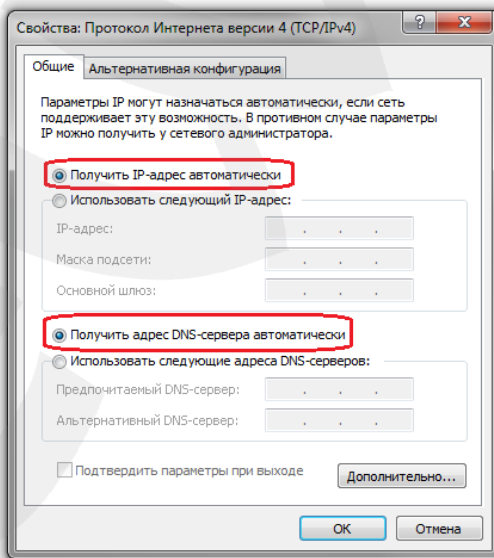 Свойства: Протокол Интернета версии 4 (TCP/IPv4)
Общие
Альтернативная конфигурация
Параметры IP могут назначаться автоматически, если сеть
поддерживает эту возможность. В противном случае параметры
IP можно получить у сетевого администратора.
Получить IP-адрес автоматически
Использовать следующий IP-адрес:
IP-адрес:
Маска подсети:
Основной шлюз:
Получить адрес DNS-сервера автоматически
Использовать следующие адреса DNS-серверов:
Предпочитаемый DNS-сервер:
Альтернативный DNS-сервер:
Подтвердить параметры при выходе
Дополнительно...
ОК
Отмена